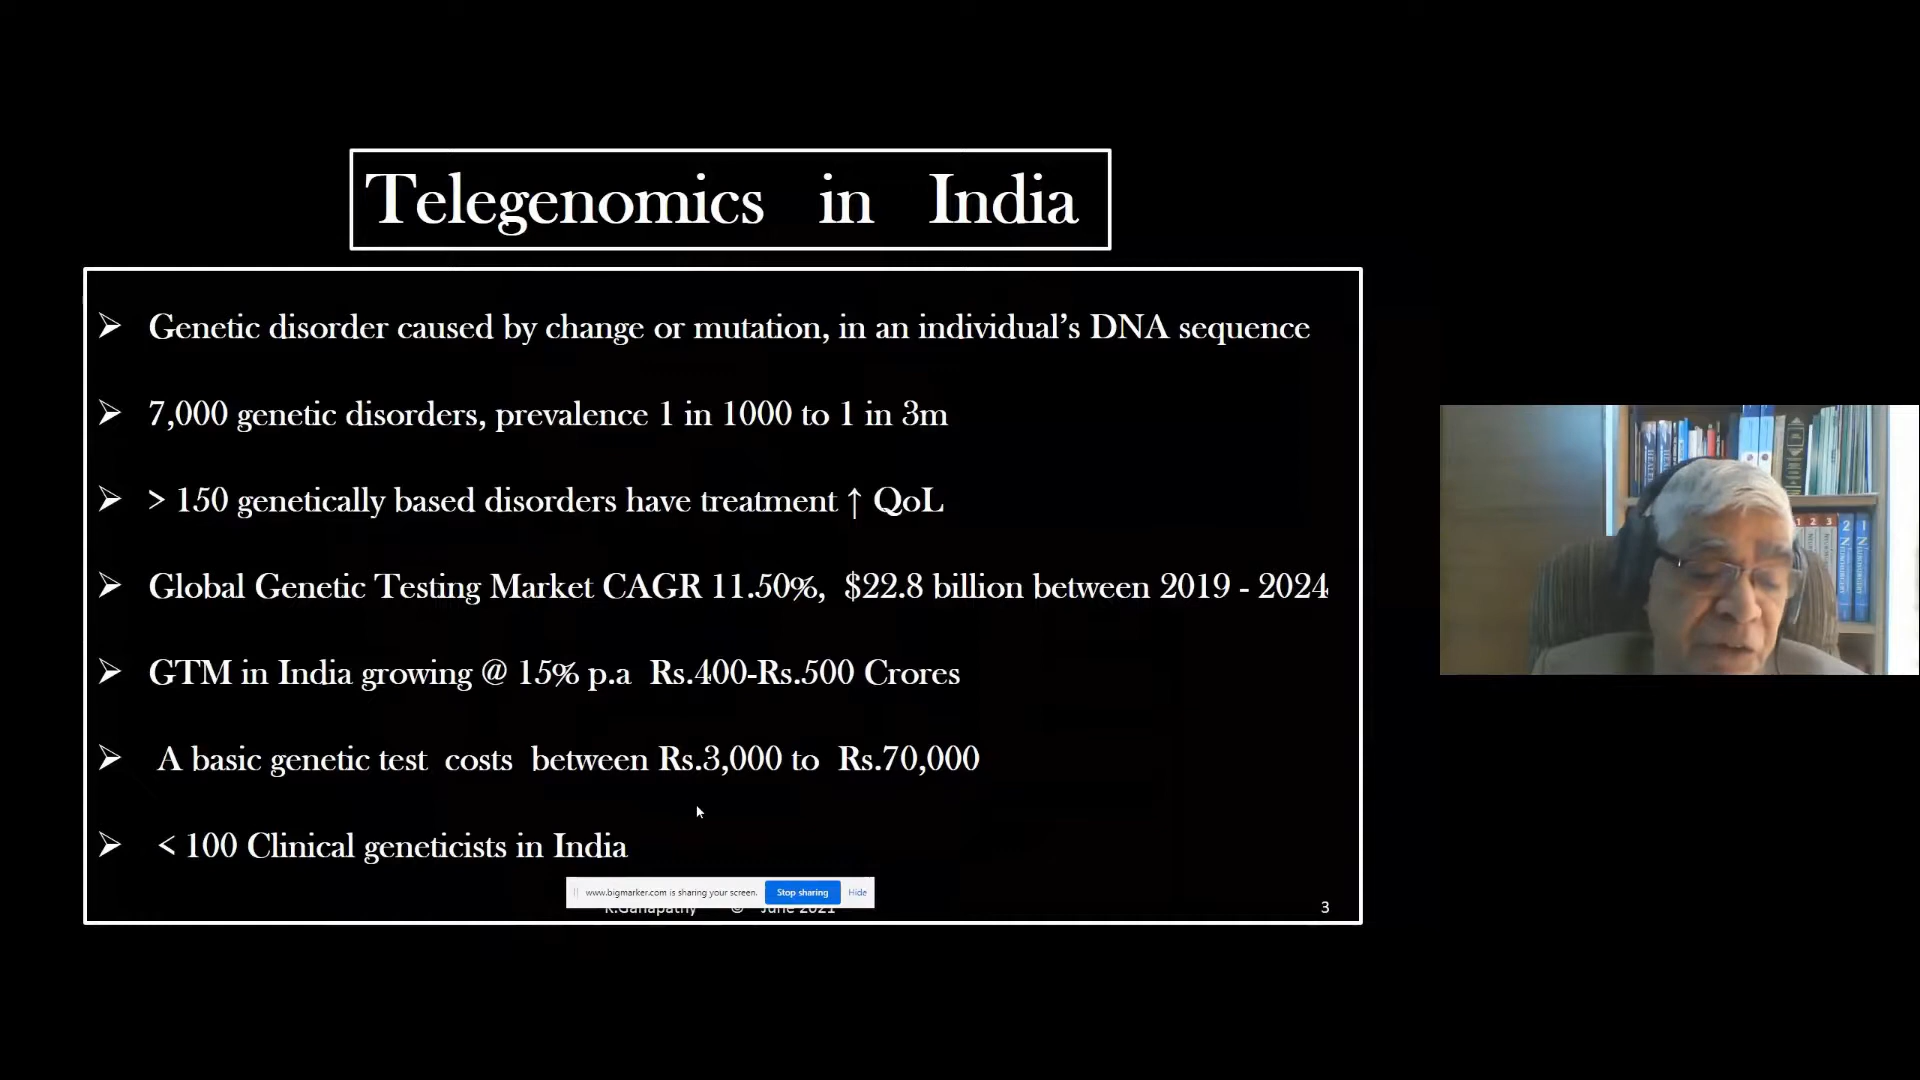 Telegenomics in India
➢ Genetic disorder caused by change or mutation, in an individual’s DNA sequence
➢ 7,000 genetic disorders, prevalence 1 in 1000 to 1 in 3m
➢ > 150 genetically based disorders have treatment ↑ QoL
➢ Global Genetic Testing Market CAGR 11.50%, $22.8 billion between 2019 - 2024
➢ GTM in India growing @ 15% p.a Rs.400-Rs.500 Crores
➢ A basic genetic test costs between Rs.3,000 to Rs.70,000
➢ < 100 Clinical geneticists in India
www.bigmarker.com is sharing your screen. Stop sharing Hide
K.Ganapathy © June 2021 3